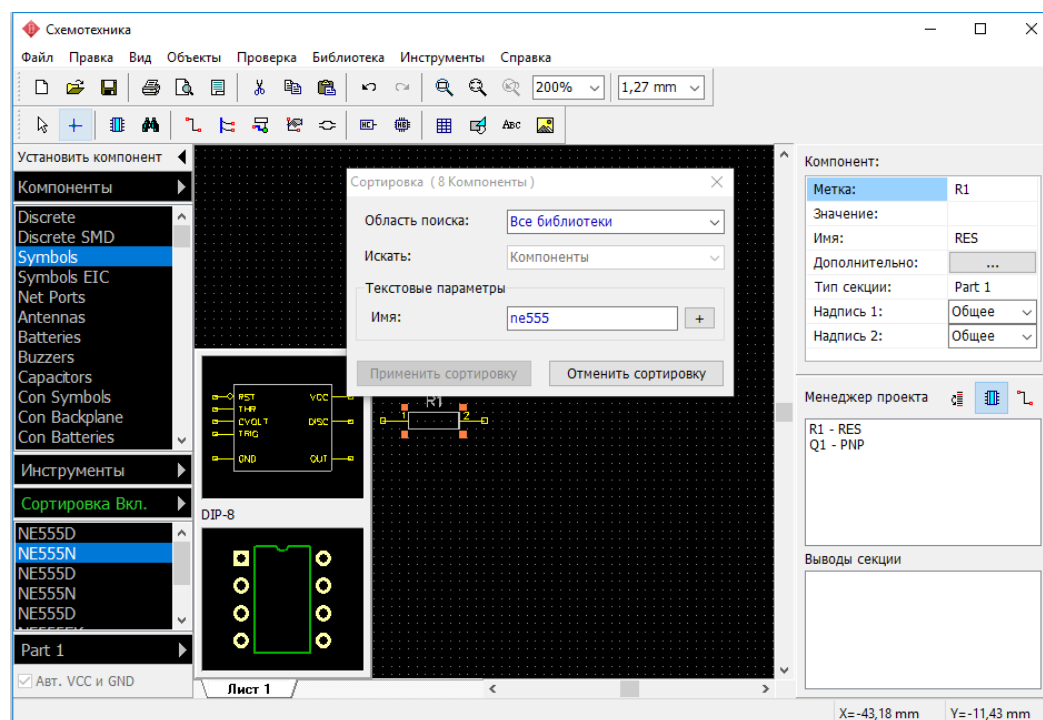 Схемотехника
Файл Правка Вид Объекты Проверка Библиотека Инструменты Справка
200% 1,27 mm
ABC
Установить компонент
Компоненты
Discrete
Discrete SMD
Symbols
Symbols EIC
Net Ports
Antennas
Batteries
Buzzers
Capacitors
Con Symbols
Con Backplane
Con Batteries
Инструменты
Сортировка Вкл.
NE555D
NE555N
NE555D
NE555N
NE555D
Part 1
Авт. VCC и GND
Сортировка ( 8 Компоненты )
Область поиска: Все библиотеки
Искать: Компоненты
Текстовые параметры
Имя: ne555 +
Применить сортировку Отменить сортировку
RST VCC
THR
CVOLT DISC
TRIG
GND OUT
DIP-8
R1
1 2
Лист 1
Компонент:
Метка: R1
Значение:
Имя: RES
Дополнительно: ...
Тип секции: Part 1
Надпись 1: Общее
Надпись 2: Общее
Менеджер проекта
R1 - RES
Q1 - PNP
Выводы секции
X=-43,18 mm Y=-11,43 mm